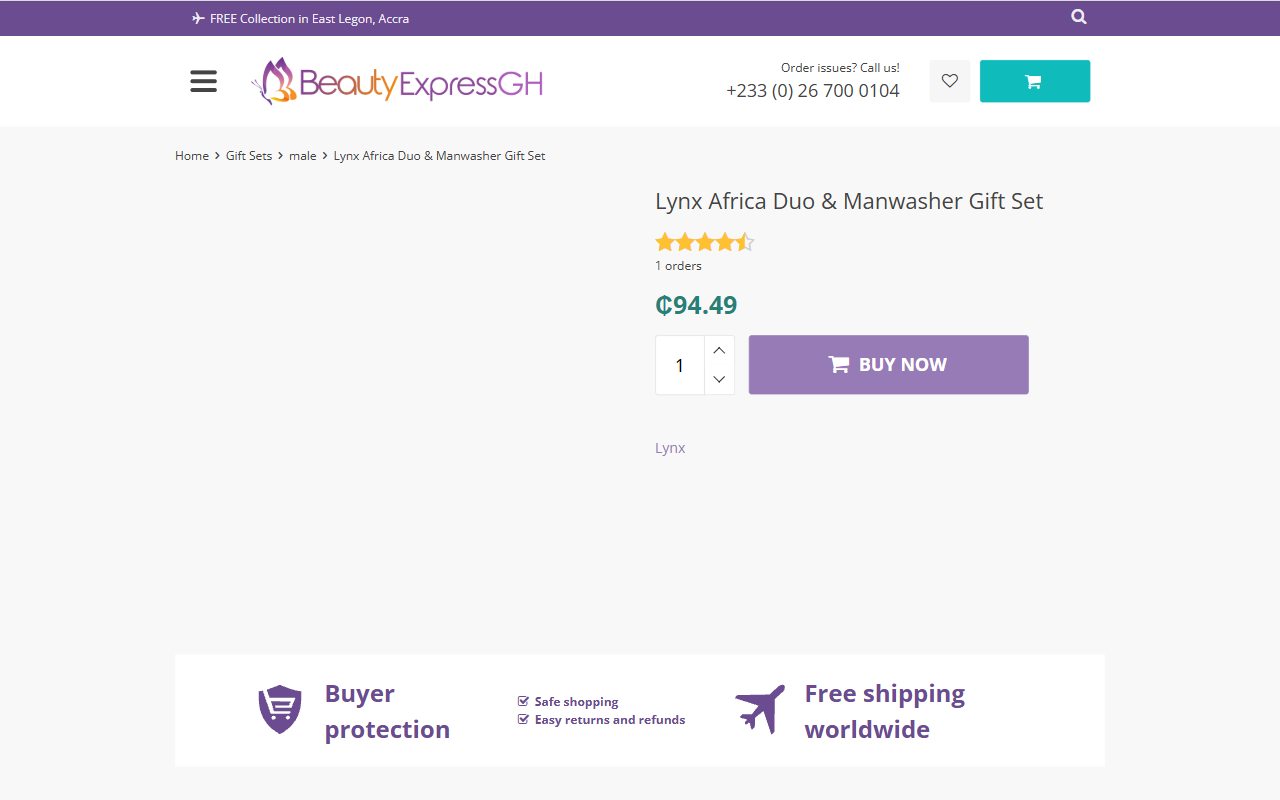 FREE Collection in East Legon, Accra
BeautyExpressGH
Order issues? Call us!
+233 (0) 26 700 0104
Home > Gift Sets > male > Lynx Africa Duo & Manwasher Gift Set
Lynx Africa Duo & Manwasher Gift Set
1 orders
₵94.49
1
BUY NOW
Lynx
Buyer
protection
Safe shopping
Easy returns and refunds
Free shipping
worldwide